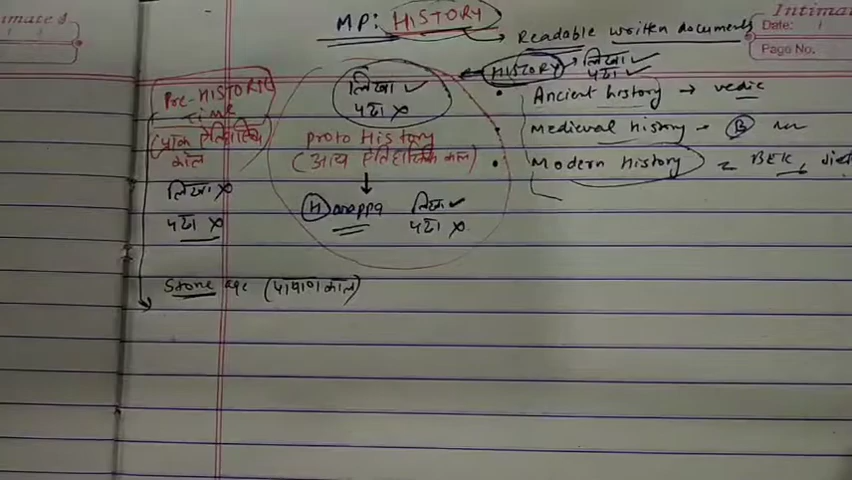 MP: HISTORY
Readable written documents
Date:
Page No.
Intimate
Pre-HISTORIC
Time
(प्राक ऐतिहासिक
काल
लिखा ×
पढा ×
Stone age (पाषाण काल)
लिखा ✓
पढा ×
Proto History
(आद्य ऐतिहासिक काल)
↓
Harappa लिखा ✓
पढा ×
HISTORY → लिखा ✓
पढा ✓
• Ancient history → vedic
• Medieval history -
• Modern history